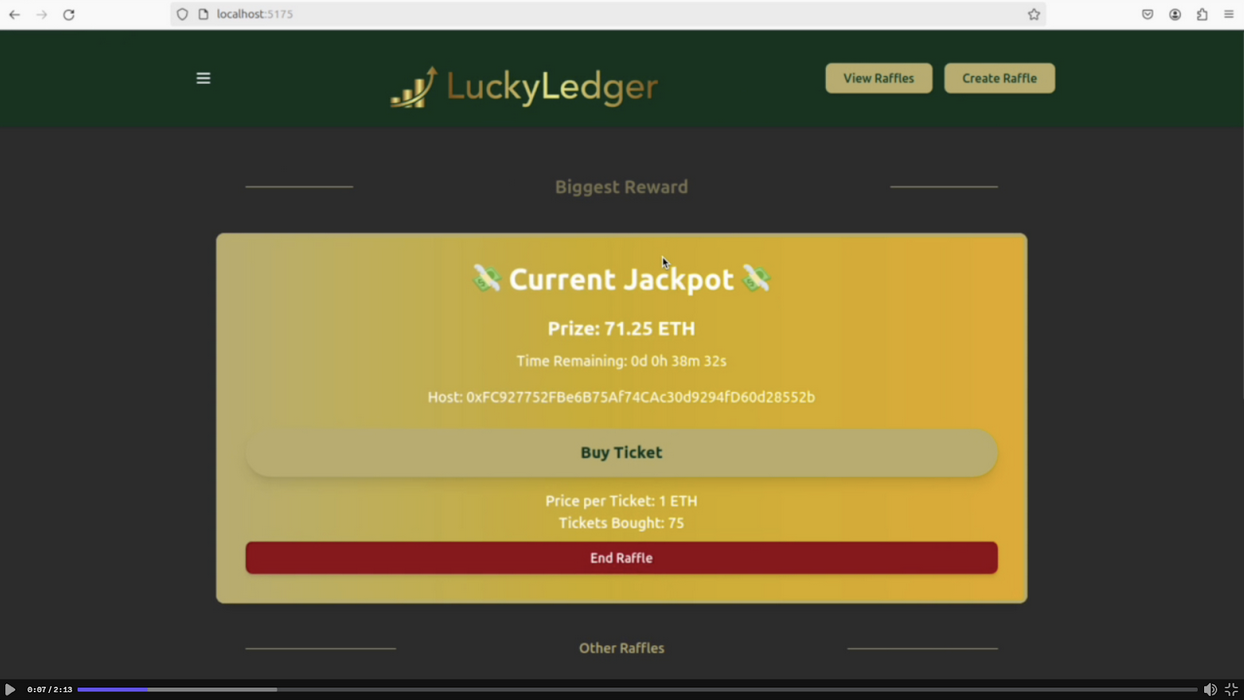 localhost:5175
LuckyLedger
View Raffles
Create Raffle
Biggest Reward
💸 Current Jackpot 💸
Prize: 71.25 ETH
Time Remaining: 0d 0h 38m 32s
Host: 0xFC927752FBe6B75Af74CAc30d9294fD60d28552b
Buy Ticket
Price per Ticket: 1 ETH
Tickets Bought: 75
End Raffle
Other Raffles
0:07 / 2:13